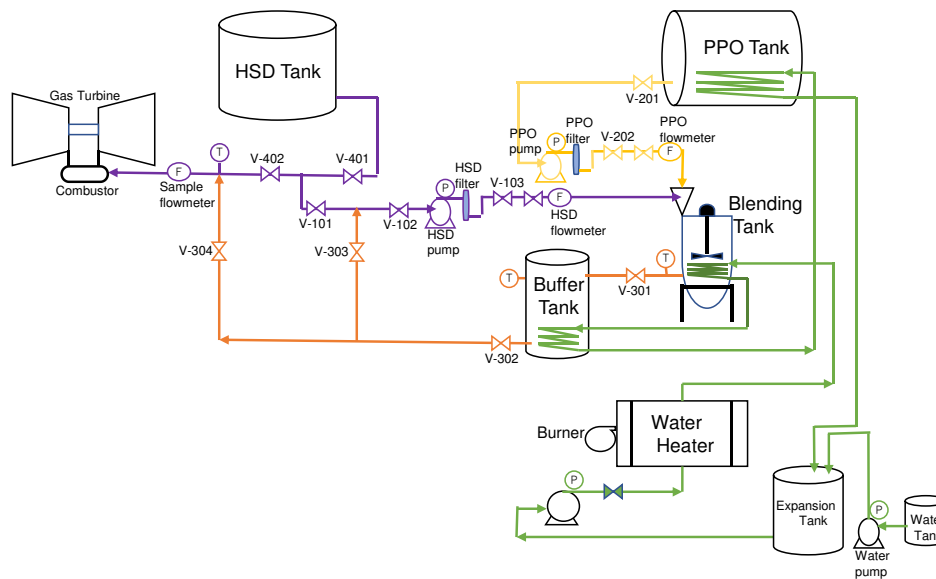 HSD Tank
PPO Tank
Gas Turbine
V-201
PPO
pump
P
PPO
filter
V-202
PPO
flowmeter
F
T
V-402
V-401
Combustor
F
Sample
flowmeter
HSD
filter
P
V-103
F
HSD
flowmeter
V-101
V-102
HSD
pump
Blending
Tank
V-304
V-303
T
Buffer
Tank
V-301
T
V-302
Burner
Water
Heater
P
Expansion
Tank
P
Water
pump